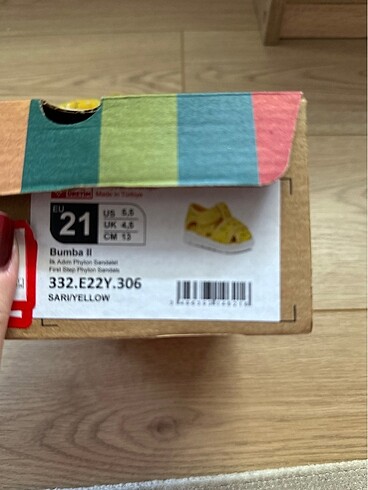 Made in Türkiye
EU 21
US 5,5
UK 4,5
CM 13
Bumba II
İlk Adım Phylon Sandalet
First Step Phylon Sandals
332.E22Y.306
SARI/YELLOW